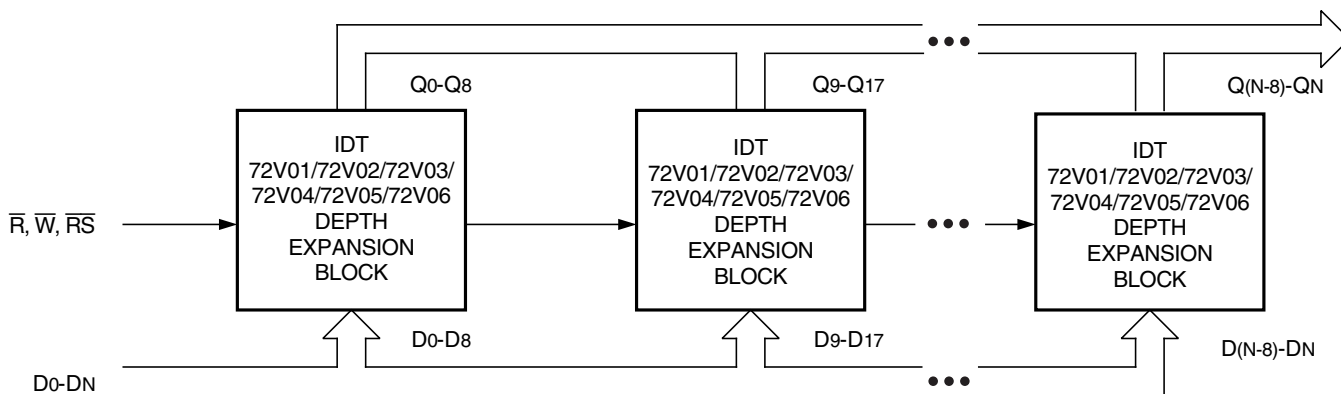 Q0-Q8
Q9-Q17
Q(N-8)-QN
IDT
72V01/72V02/72V03/
72V04/72V05/72V06
DEPTH
EXPANSION
BLOCK
IDT
72V01/72V02/72V03/
72V04/72V05/72V06
DEPTH
EXPANSION
BLOCK
IDT
72V01/72V02/72V03/
72V04/72V05/72V06
DEPTH
EXPANSION
BLOCK
R̅, W̅, R̅S̅
D0-D8
D9-D17
D(N-8)-DN
D0-DN